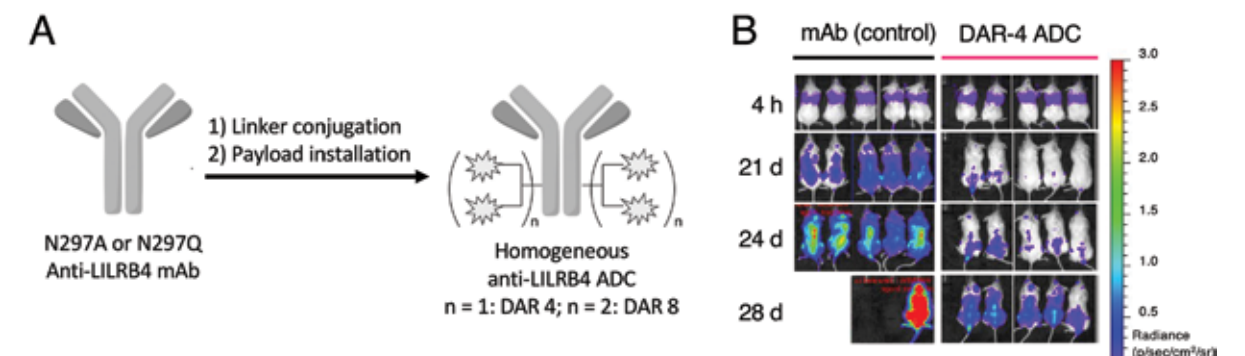 A
1) Linker conjugation
2) Payload installation
N297A or N297Q
Anti-LILRB4 mAb
n
n
Homogeneous
anti-LILRB4 ADC
n = 1: DAR 4; n = 2: DAR 8
B
mAb (control)
DAR-4 ADC
4 h
21 d
24 d
28 d
3.0
2.5
2.0
1.5
1.0
0.5
Radiance
(p/sec/cm²/sr)